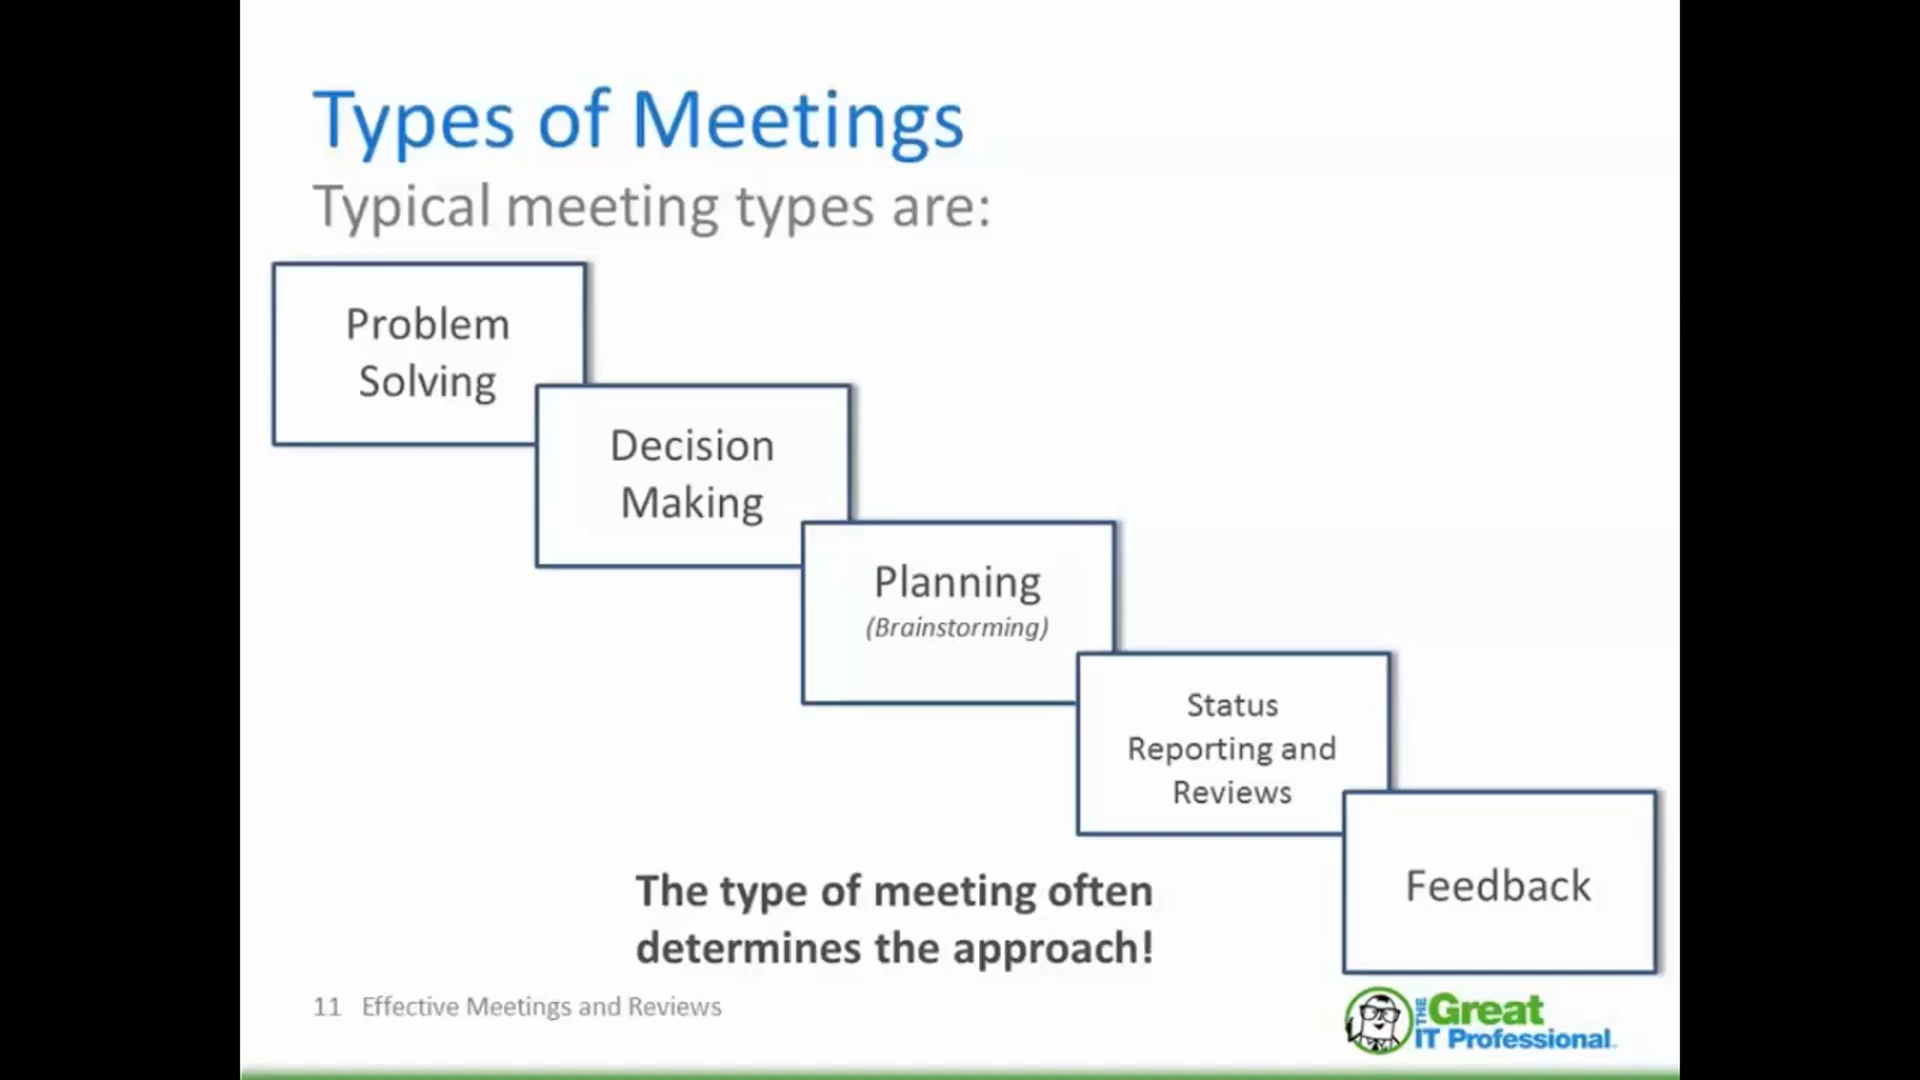 Types of Meetings
Typical meeting types are:
Problem
Solving
Decision
Making
Planning
(Brainstorming)
Status
Reporting and
Reviews
Feedback
The type of meeting often
determines the approach!
11 Effective Meetings and Reviews
THE Great
IT Professional